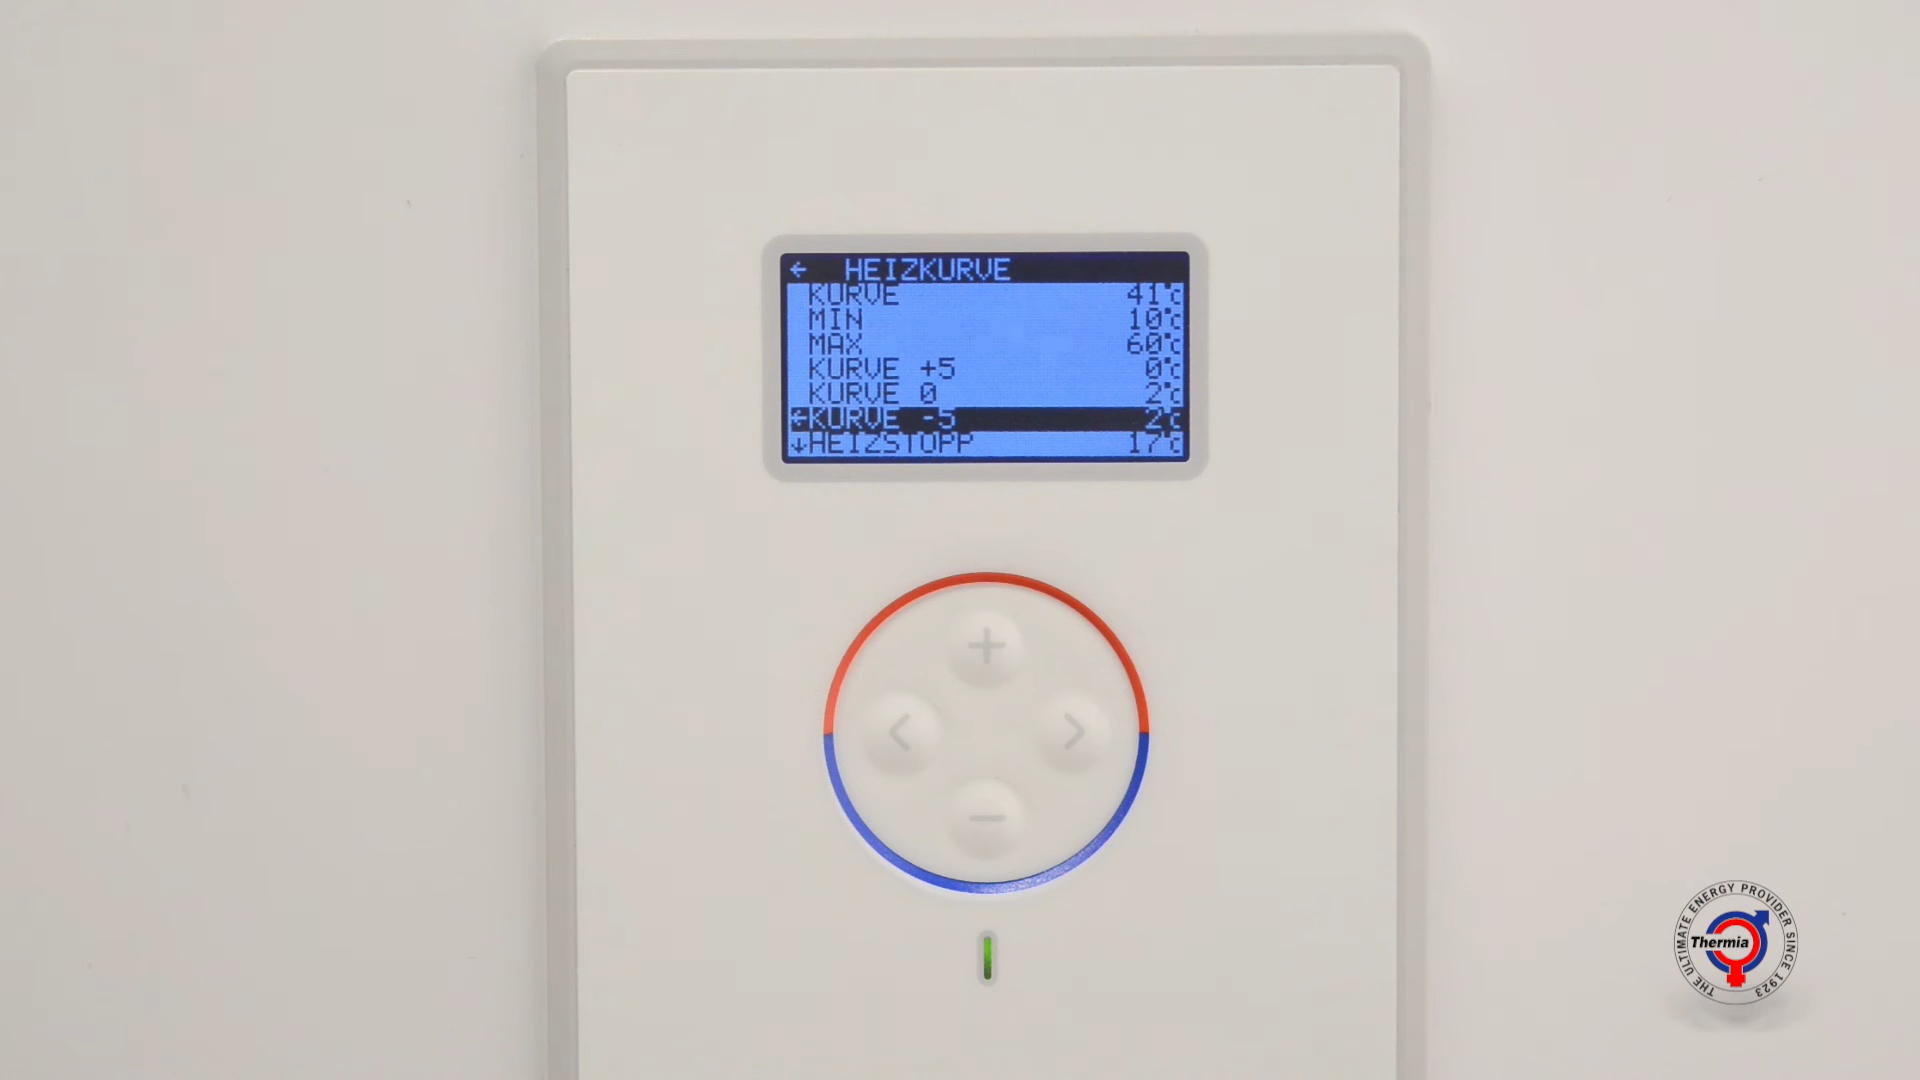 ← HEIZKURVE
KURVE 41°C
MIN 10°C
MAX 60°C
KURVE +5 0°C
KURVE 0 2°C
←KURVE -5 2°C
↓HEIZSTOPP 17°C
+
< >
−
THE ULTIMATE ENERGY PROVIDER SINCE 1923
Thermia